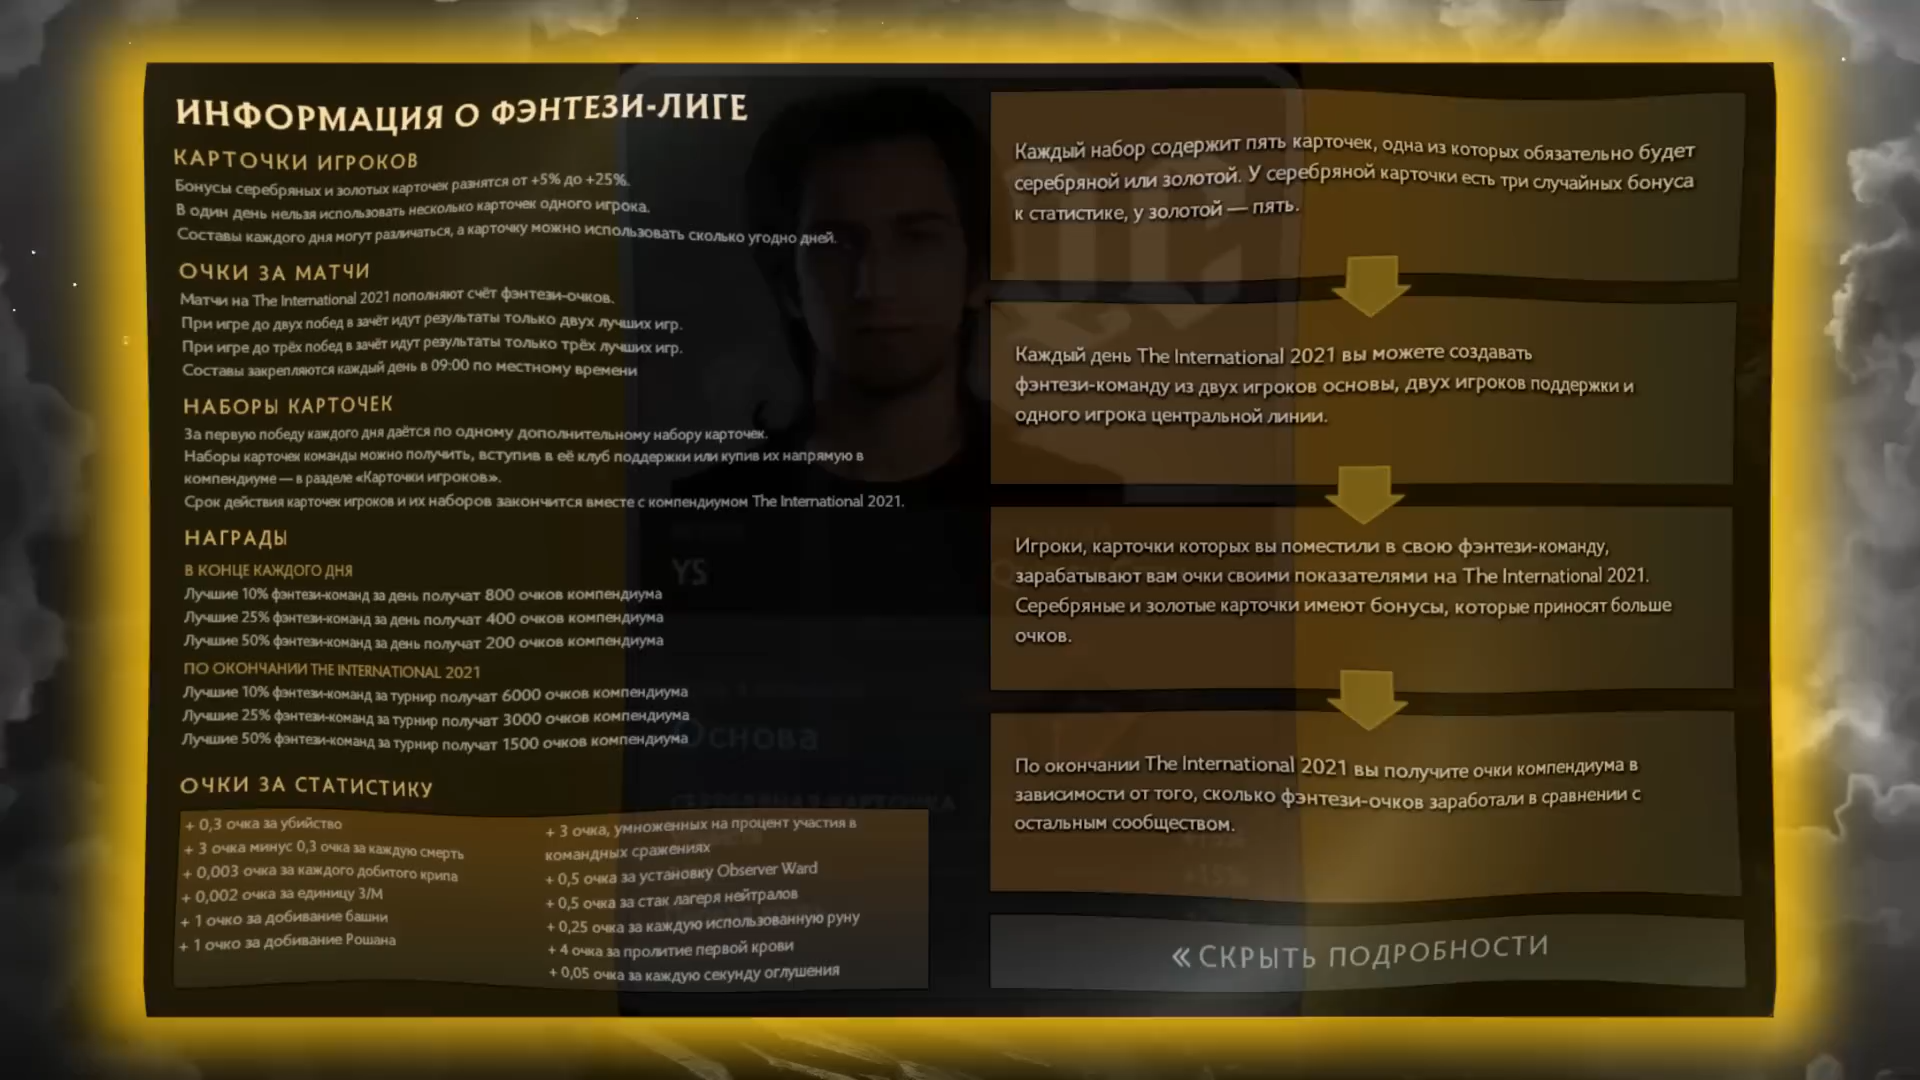 ИНФОРМАЦИЯ О ФЭНТЕЗИ-ЛИГЕ
КАРТОЧКИ ИГРОКОВ
Бонусы серебряных и золотых карточек разнятся от +5% до +25%.
В один день нельзя использовать несколько карточек одного игрока.
Составы каждого дня могут различаться, а карточку можно использовать сколько угодно дней.
ОЧКИ ЗА МАТЧИ
Матчи на The International 2021 пополняют счёт фэнтези-очков.
При игре до двух побед в зачёт идут результаты только двух лучших игр.
При игре до трёх побед в зачёт идут результаты только трёх лучших игр.
Составы закрепляются каждый день в 09:00 по местному времени
НАБОРЫ КАРТОЧЕК
За первую победу каждого дня даётся по одному дополнительному набору карточек.
Наборы карточек команды можно получить, вступив в её клуб поддержки или купив их напрямую в
компендиуме — в разделе «Карточки игроков».
Срок действия карточек игроков и их наборов закончится вместе с компендиумом The International 2021.
НАГРАДЫ
В КОНЦЕ КАЖДОГО ДНЯ
Лучшие 10% фэнтези-команд за день получат 800 очков компендиума
Лучшие 25% фэнтези-команд за день получат 400 очков компендиума
Лучшие 50% фэнтези-команд за день получат 200 очков компендиума
ПО ОКОНЧАНИИ THE INTERNATIONAL 2021
Лучшие 10% фэнтези-команд за турнир получат 6000 очков компендиума
Лучшие 25% фэнтези-команд за турнир получат 3000 очков компендиума
Лучшие 50% фэнтези-команд за турнир получат 1500 очков компендиума
ОЧКИ ЗА СТАТИСТИКУ
+ 0,3 очка за убийство
+ 3 очка минус 0,3 очка за каждую смерть
+ 0,003 очка за каждого добитого крипа
+ 0,002 очка за единицу З/М
+ 1 очко за добивание башни
+ 1 очко за добивание Рошана
+ 3 очка, умноженных на процент участия в
командных сражениях
+ 0,5 очка за установку Observer Ward
+ 0,5 очка за стак лагеря нейтралов
+ 0,25 очка за каждую использованную руну
+ 4 очка за пролитие первой крови
+ 0,05 очка за каждую секунду оглушения
Каждый набор содержит пять карточек, одна из которых обязательно будет
серебряной или золотой. У серебряной карточки есть три случайных бонуса
к статистике, у золотой — пять.
Каждый день The International 2021 вы можете создавать
фэнтези-команду из двух игроков основы, двух игроков поддержки и
одного игрока центральной линии.
Игроки, карточки которых вы поместили в свою фэнтези-команду,
зарабатывают вам очки своими показателями на The International 2021.
Серебряные и золотые карточки имеют бонусы, которые приносят больше
очков.
По окончании The International 2021 вы получите очки компендиума в
зависимости от того, сколько фэнтези-очков заработали в сравнении с
остальным сообществом.
« СКРЫТЬ ПОДРОБНОСТИ
YS
Основа
СЕРЕБРЯНАЯ КАРТОЧКА
+15%